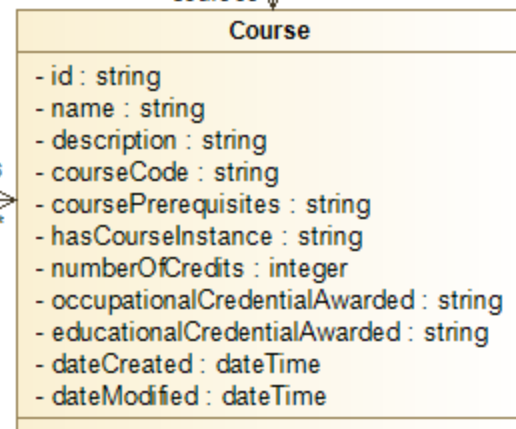 Course
- id : string
- name : string
- description : string
- courseCode : string
- coursePrerequisites : string
- hasCourseInstance : string
- numberOfCredits : integer
- occupationalCredentialAwarded : string
- educationalCredentialAwarded : string
- dateCreated : dateTime
- dateModified : dateTime